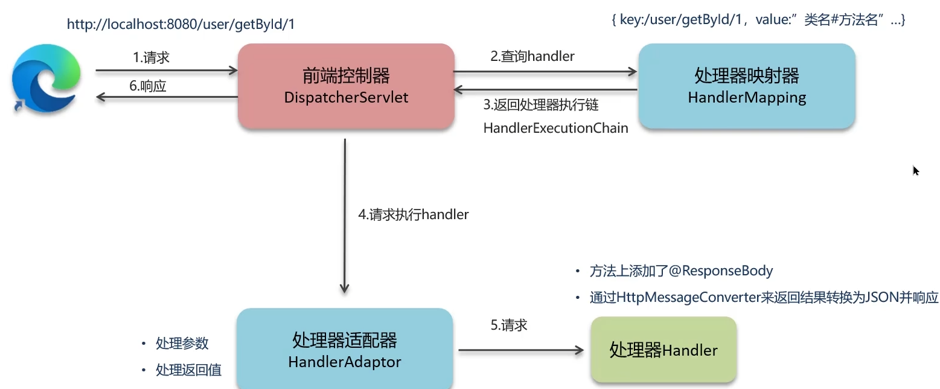 http://localhost:8080/user/getById/1
{ key:/user/getById/1，value:”类名#方法名”...}
1.请求
6.响应
前端控制器
DispatcherServlet
2.查询handler
3.返回处理器执行链
HandlerExecutionChain
处理器映射器
HandlerMapping
4.请求执行handler
• 方法上添加了@ResponseBody
• 通过HttpMessageConverter来返回结果转换为JSON并响应
• 处理参数
• 处理返回值
处理器适配器
HandlerAdaptor
5.请求
处理器Handler